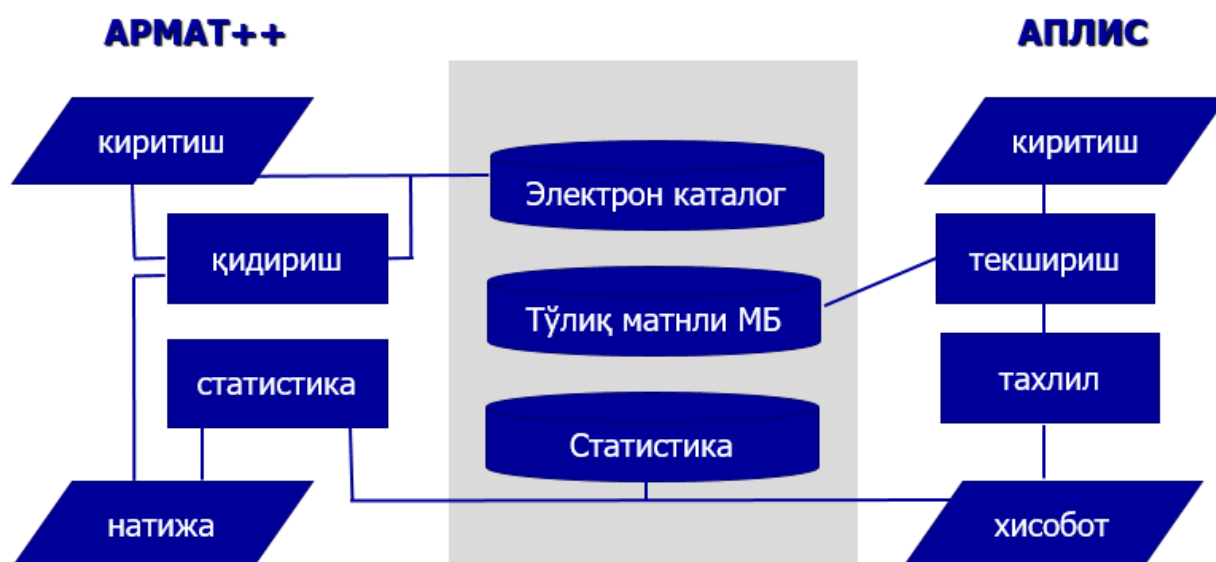 АРМАТ++
АПЛИС
киритиш
киритиш
Электрон каталог
қидириш
текшириш
Тўлиқ матнли МБ
статистика
тахлил
Статистика
натижа
хисобот